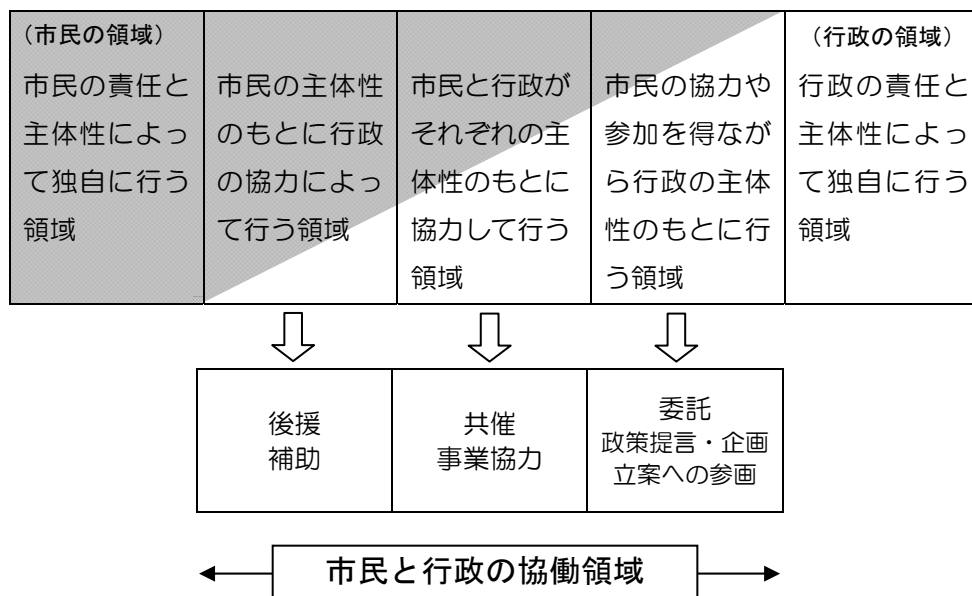 （市民の領域）
市民の責任と
主体性によっ
て独自に行う
領域
市民の主体性
のもとに行政
の協力によっ
て行う領域
市民と行政が
それぞれの主
体性のもとに
協力して行う
領域
市民の協力や
参加を得なが
ら行政の主体
性のもとに行
う領域
（行政の領域）
行政の責任と
主体性によっ
て独自に行う
領域
後援
補助
共催
事業協力
委託
政策提言・企画
立案への参画
市民と行政の協働領域